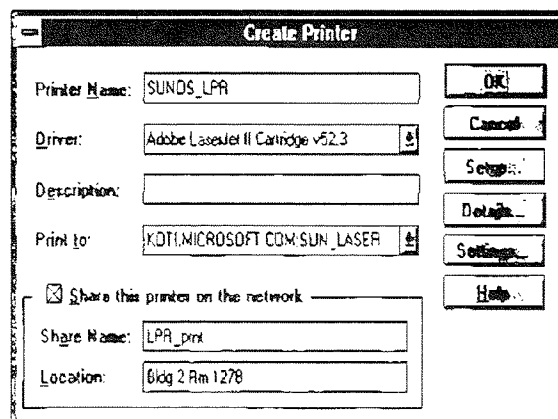 Create Printer
Printer Name: SUNDS_LPR
OK
Driver: Adobe LaserJet II Cartridge v52.3
Cancel
Description:
Setup...
Details...
Print to: KOTI.MICROSOFT.COM:SUN_LASER
Settings...
Share this printer on the network
Help
Share Name: LPR_print
Location: Bldg 2 Rm 1278